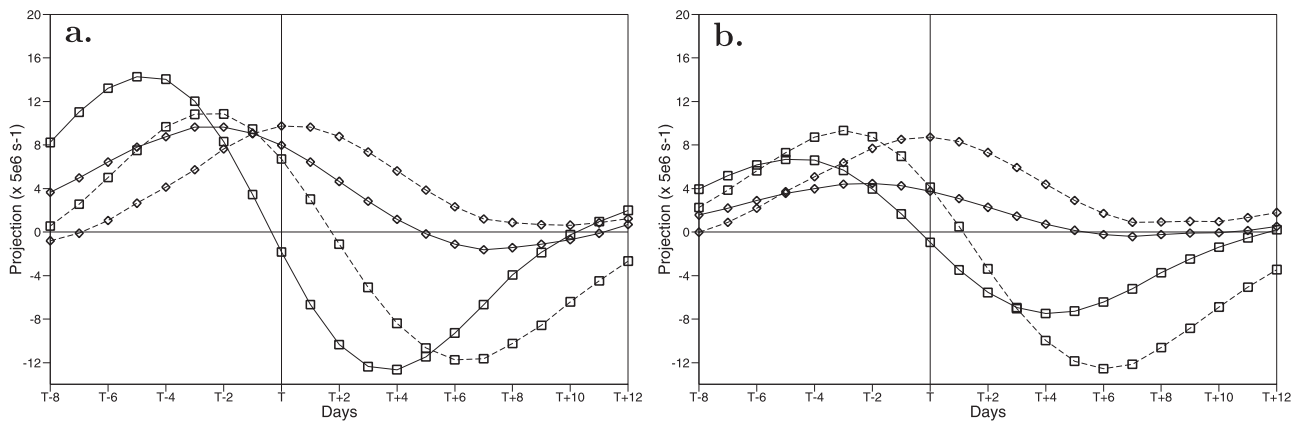 a.
20
16
12
8
4
0
-4
-8
-12
Projection (x 5e6 s-1)
T-8 T-6 T-4 T-2 T T+2 T+4 T+6 T+8 T+10 T+12
Days
b.
20
16
12
8
4
0
-4
-8
-12
Projection (x 5e6 s-1)
T-8 T-6 T-4 T-2 T T+2 T+4 T+6 T+8 T+10 T+12
Days